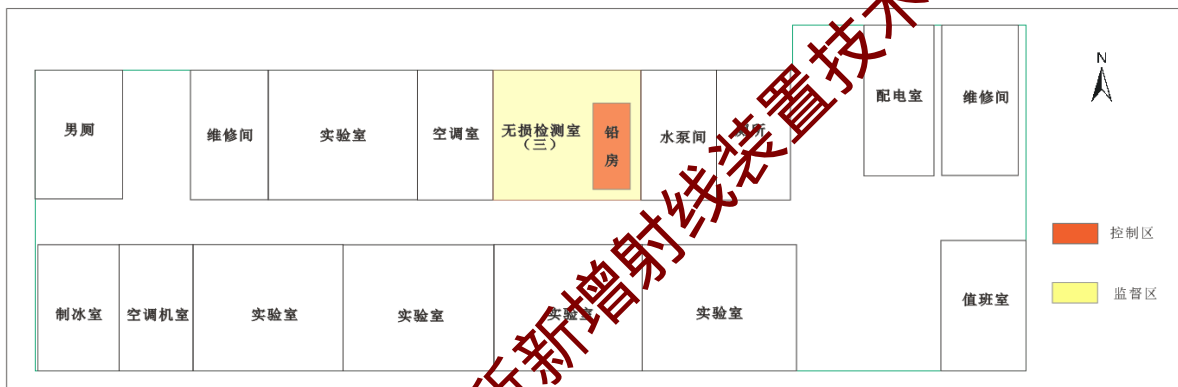 N
配电室
维修间
男厕
维修间
实验室
空调室
无损检测室
（三）
铅
房
水泵间
厕所
控制区
监督区
制冰室
空调机室
实验室
实验室
实验室
实验室
值班室
新增射线装置技术